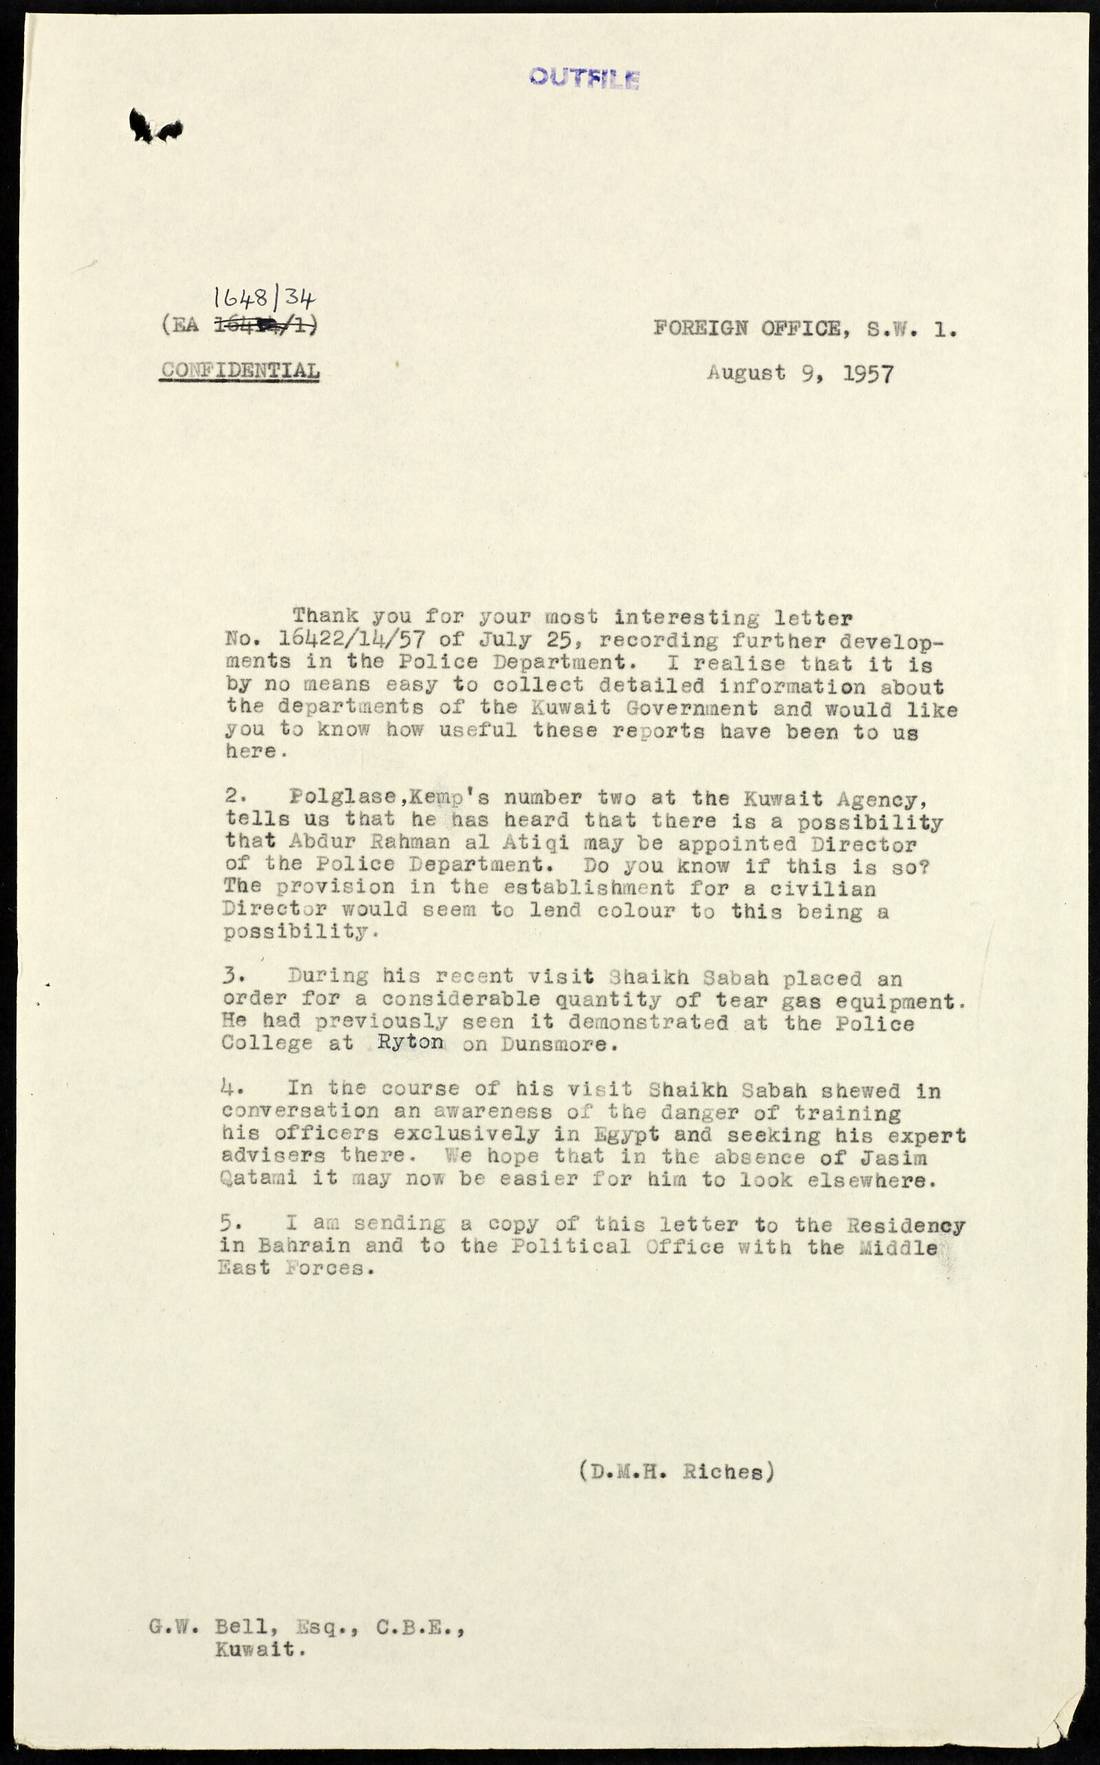 OUTFILE
1648/34
(EA /1)
FOREIGN OFFICE, S.W. 1.
CONFIDENTIAL
August 9, 1957
Thank you for your most interesting letter
No. 16422/14/57 of July 25, recording further develop-
ments in the Police Department. I realise that it is
by no means easy to collect detailed information about
the departments of the Kuwait Government and would like
you to know how useful these reports have been to us
here.
2. Polglase,Kemp's number two at the Kuwait Agency,
tells us that he has heard that there is a possibility
that Abdur Rahman al Atiqi may be appointed Director
of the Police Department. Do you know if this is so?
The provision in the establishment for a civilian
Director would seem to lend colour to this being a
possibility.
3. During his recent visit Shaikh Sabah placed an
order for a considerable quantity of tear gas equipment.
He had previously seen it demonstrated at the Police
College at Ryton on Dunsmore.
4. In the course of his visit Shaikh Sabah shewed in
conversation an awareness of the danger of training
his officers exclusively in Egypt and seeking his expert
advisers there. We hope that in the absence of Jasim
Qatami it may now be easier for him to look elsewhere.
5. I am sending a copy of this letter to the Residency
in Bahrain and to the Political Office with the Middle
East Forces.
(D.M.H. Riches)
G.W. Bell, Esq., C.B.E.,
Kuwait.